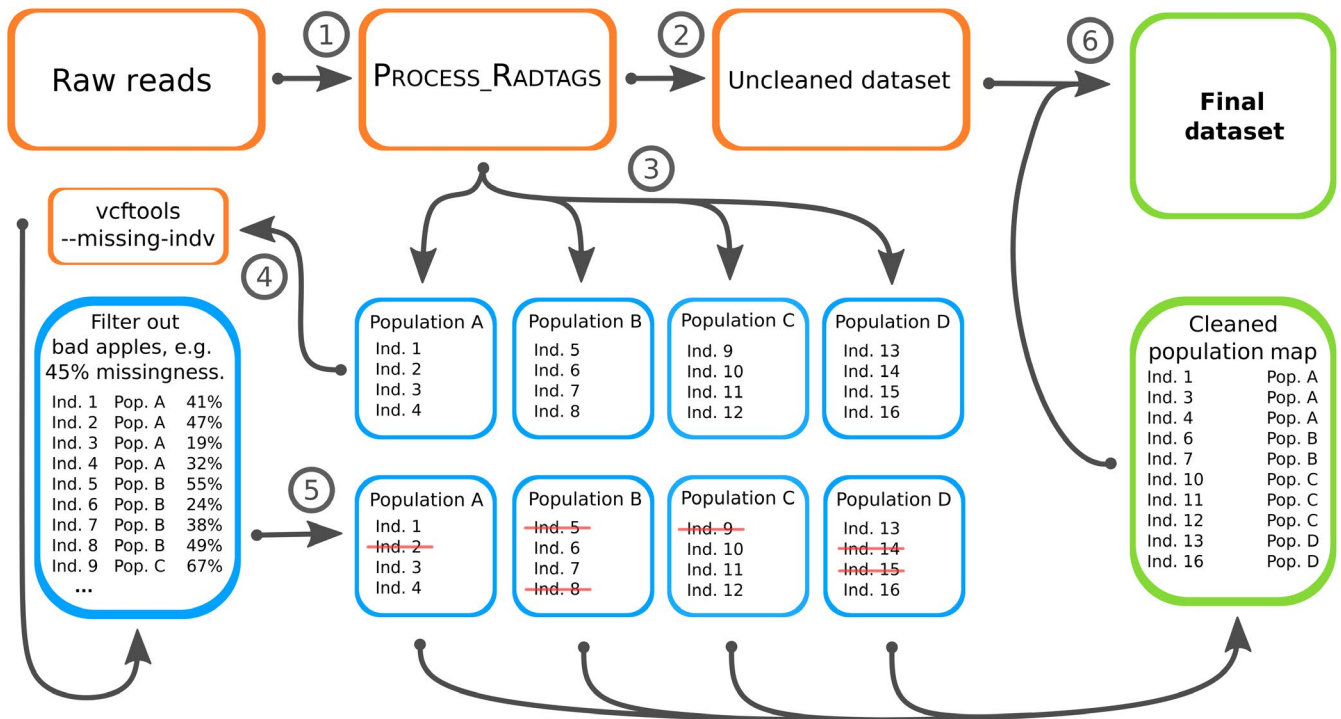 1
2
6
Raw reads
PROCESS_RADTAGS
Uncleaned dataset
Final
dataset
3
vcftools
--missing-indv
4
Filter out
bad apples, e.g.
45% missingness.
Ind. 1 Pop. A 41%
Ind. 2 Pop. A 47%
Ind. 3 Pop. A 19%
Ind. 4 Pop. A 32%
Ind. 5 Pop. B 55%
Ind. 6 Pop. B 24%
Ind. 7 Pop. B 38%
Ind. 8 Pop. B 49%
Ind. 9 Pop. C 67%
...
Population A
Ind. 1
Ind. 2
Ind. 3
Ind. 4
Population B
Ind. 5
Ind. 6
Ind. 7
Ind. 8
Population C
Ind. 9
Ind. 10
Ind. 11
Ind. 12
Population D
Ind. 13
Ind. 14
Ind. 15
Ind. 16
5
Population A
Ind. 1
Ind. 2
Ind. 3
Ind. 4
Population B
Ind. 5
Ind. 6
Ind. 7
Ind. 8
Population C
Ind. 9
Ind. 10
Ind. 11
Ind. 12
Population D
Ind. 13
Ind. 14
Ind. 15
Ind. 16
Cleaned
population map
Ind. 1 Pop. A
Ind. 3 Pop. A
Ind. 4 Pop. A
Ind. 6 Pop. B
Ind. 7 Pop. B
Ind. 10 Pop. C
Ind. 11 Pop. C
Ind. 12 Pop. C
Ind. 13 Pop. D
Ind. 16 Pop. D